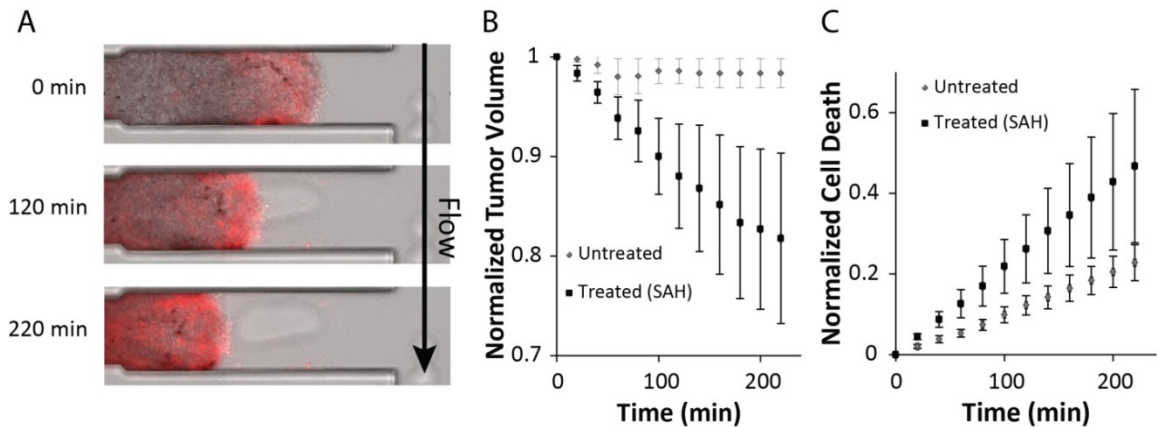 A
0 min
120 min
220 min
Flow
B
Normalized Tumor Volume
1
0.9
0.8
0.7
Untreated
Treated (SAH)
0
100
200
Time (min)
C
Normalized Cell Death
0.6
0.4
0.2
0
Untreated
Treated (SAH)
0
100
200
Time (min)